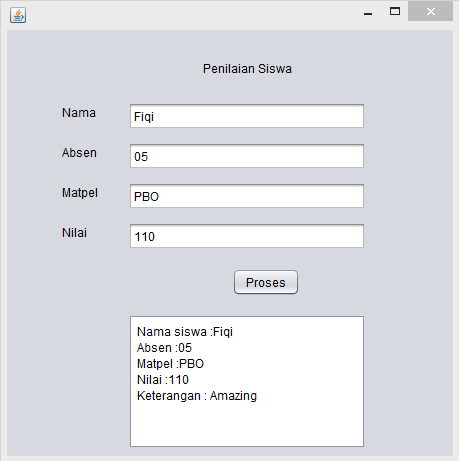 Penilaian Siswa
Nama
Fiqi
Absen
05
Matpel
PBO
Nilai
110
Proses
Nama siswa :Fiqi
Absen :05
Matpel :PBO
Nilai :110
Keterangan : Amazing